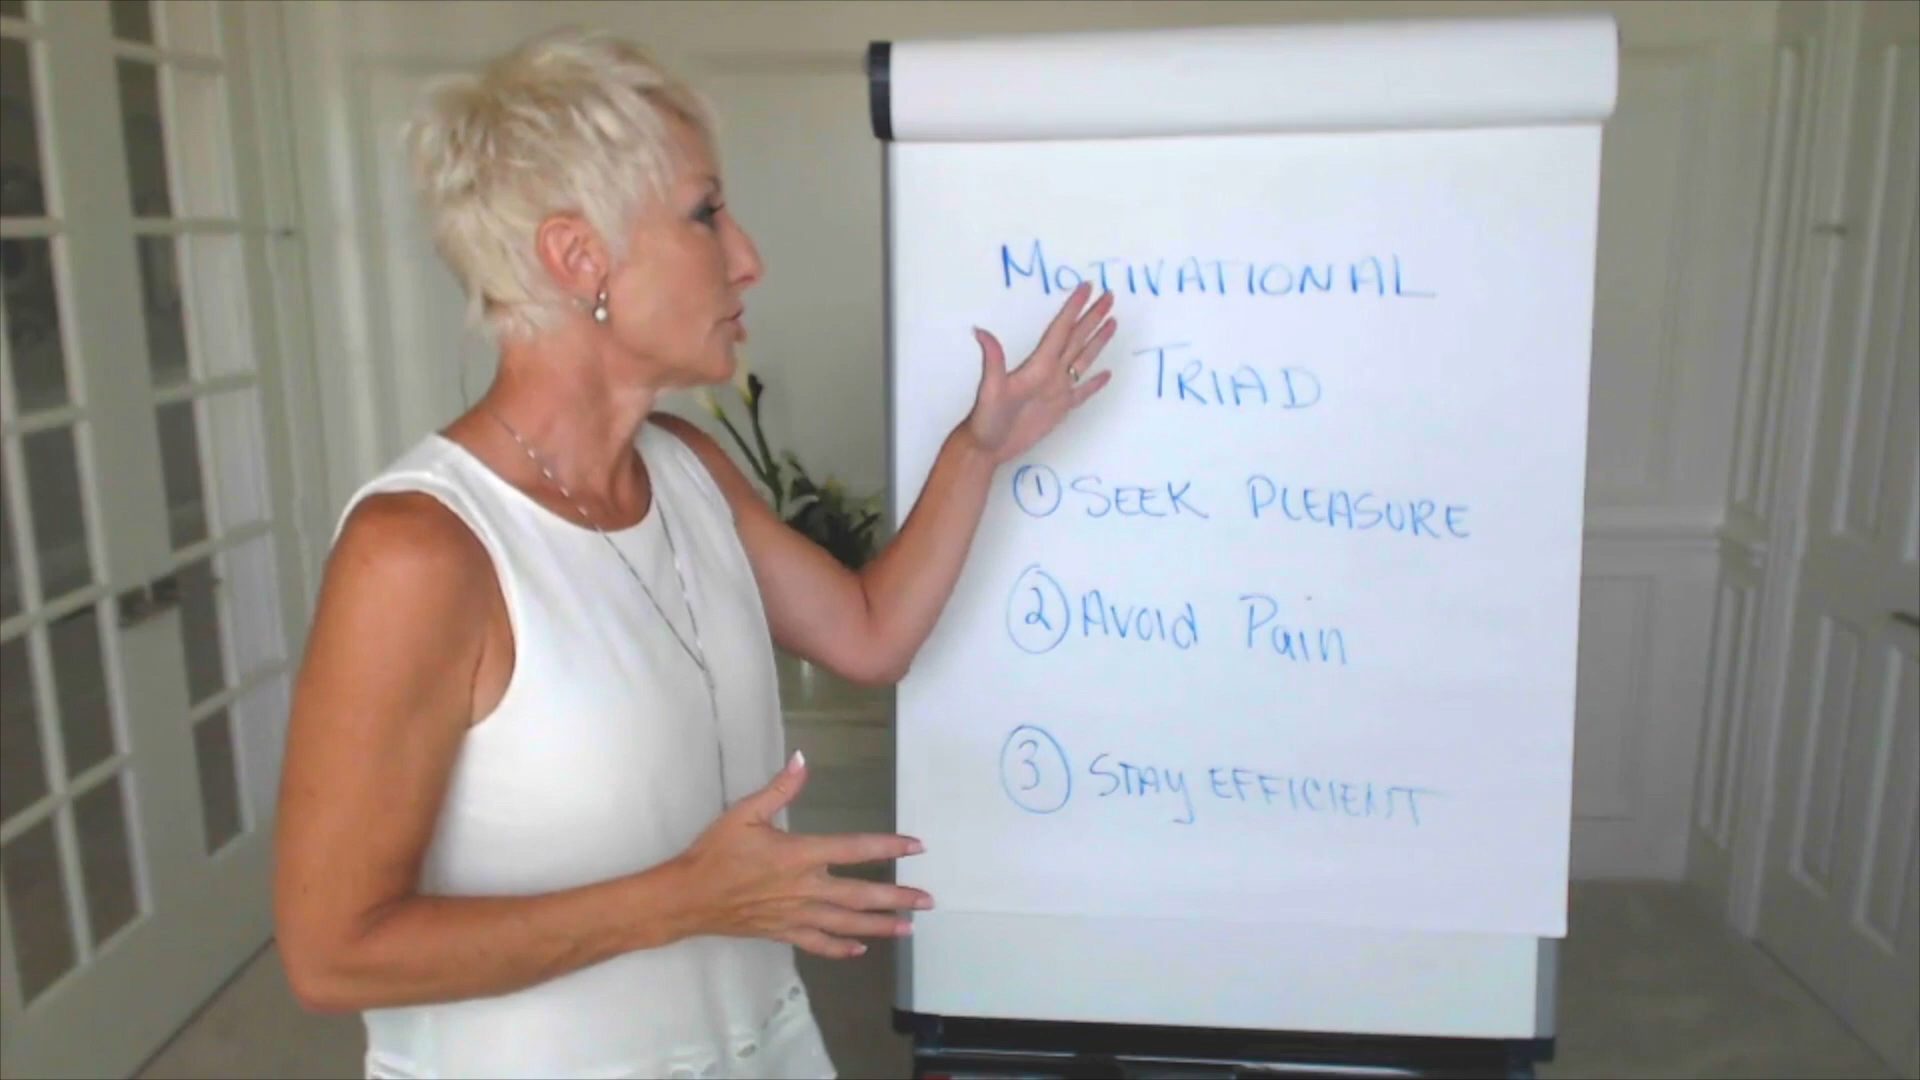 MOTIVATIONAL
TRIAD
① SEEK PLEASURE
② Avoid Pain
③ STAY EFFICIENT